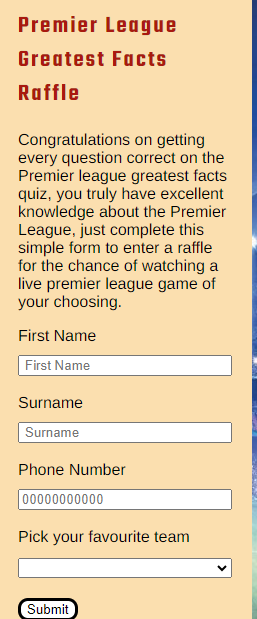 Premier League
Greatest Facts
Raffle
Congratulations on getting
every question correct on the
Premier league greatest facts
quiz, you truly have excellent
knowledge about the Premier
League, just complete this
simple form to enter a raffle
for the chance of watching a
live premier league game of
your choosing.
First Name
First Name
Surname
Surname
Phone Number
00000000000
Pick your favourite team
Submit